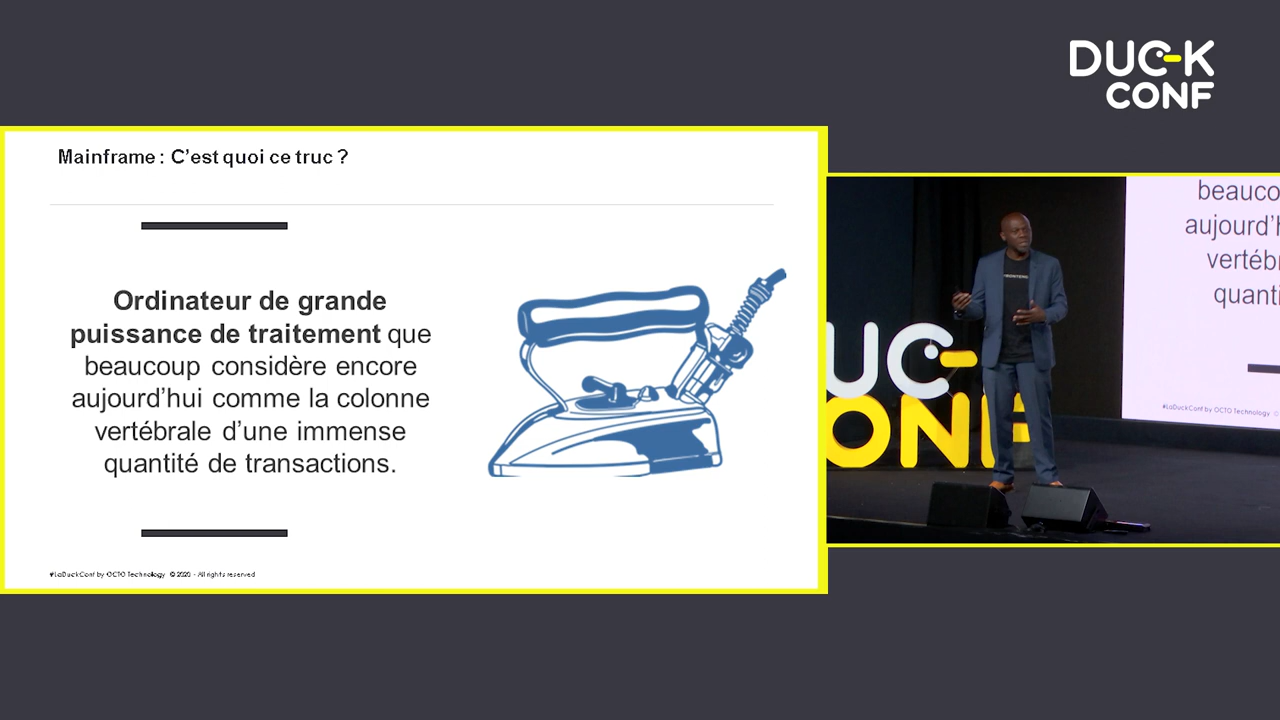 DUCK
CONF
Mainframe : C'est quoi ce truc ?
Ordinateur de grande
puissance de traitement que
beaucoup considère encore
aujourd'hui comme la colonne
vertébrale d'une immense
quantité de transactions.
#LaDuckConf by OCTO Technology © 2020 - All rights reserved
beauco
aujourd'h
vertébr
quanti
UC
ONF
#LaDuckConf by OCTO Technology